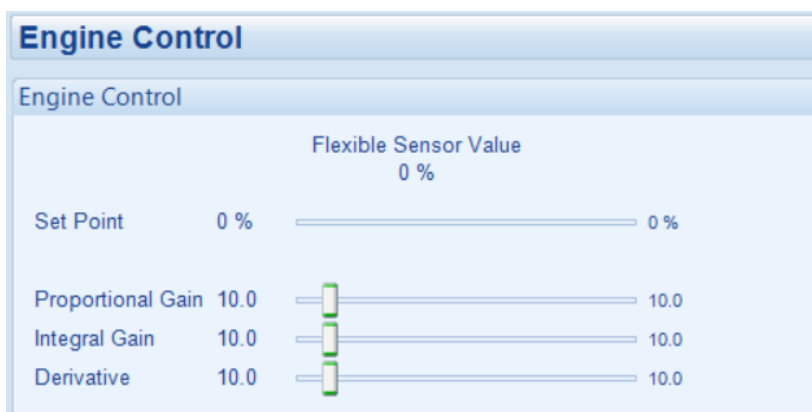 Engine Control
Engine Control
Flexible Sensor Value
0 %
Set Point 0 % 0 %
Proportional Gain 10.0 10.0
Integral Gain 10.0 10.0
Derivative 10.0 10.0